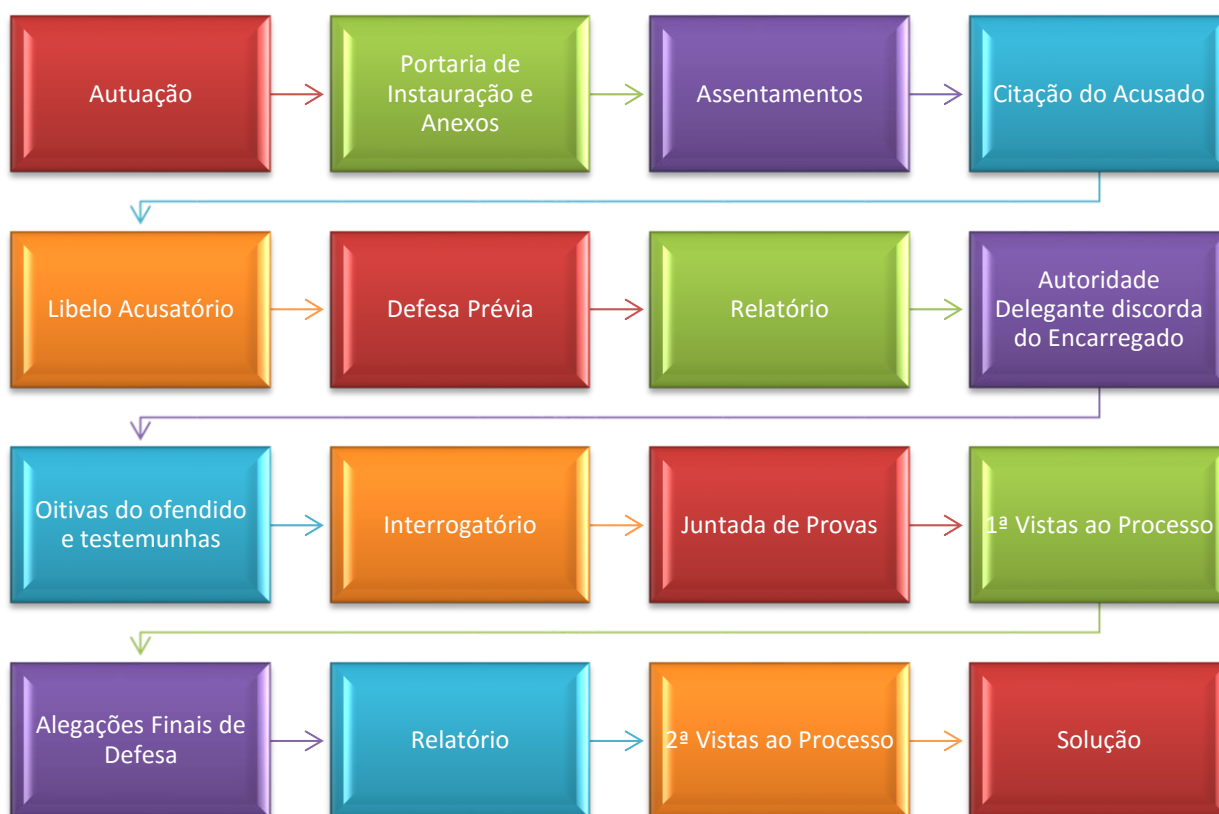 Autuação
Portaria de
Instauração e
Anexos
Assentamentos
Citação do Acusado
Libelo Acusatório
Defesa Prévia
Relatório
Autoridade
Delegante discorda
do Encarregado
Oitivas do ofendido
e testemunhas
Interrogatório
Juntada de Provas
1ª Vistas ao Processo
Alegações Finais de
Defesa
Relatório
2ª Vistas ao Processo
Solução